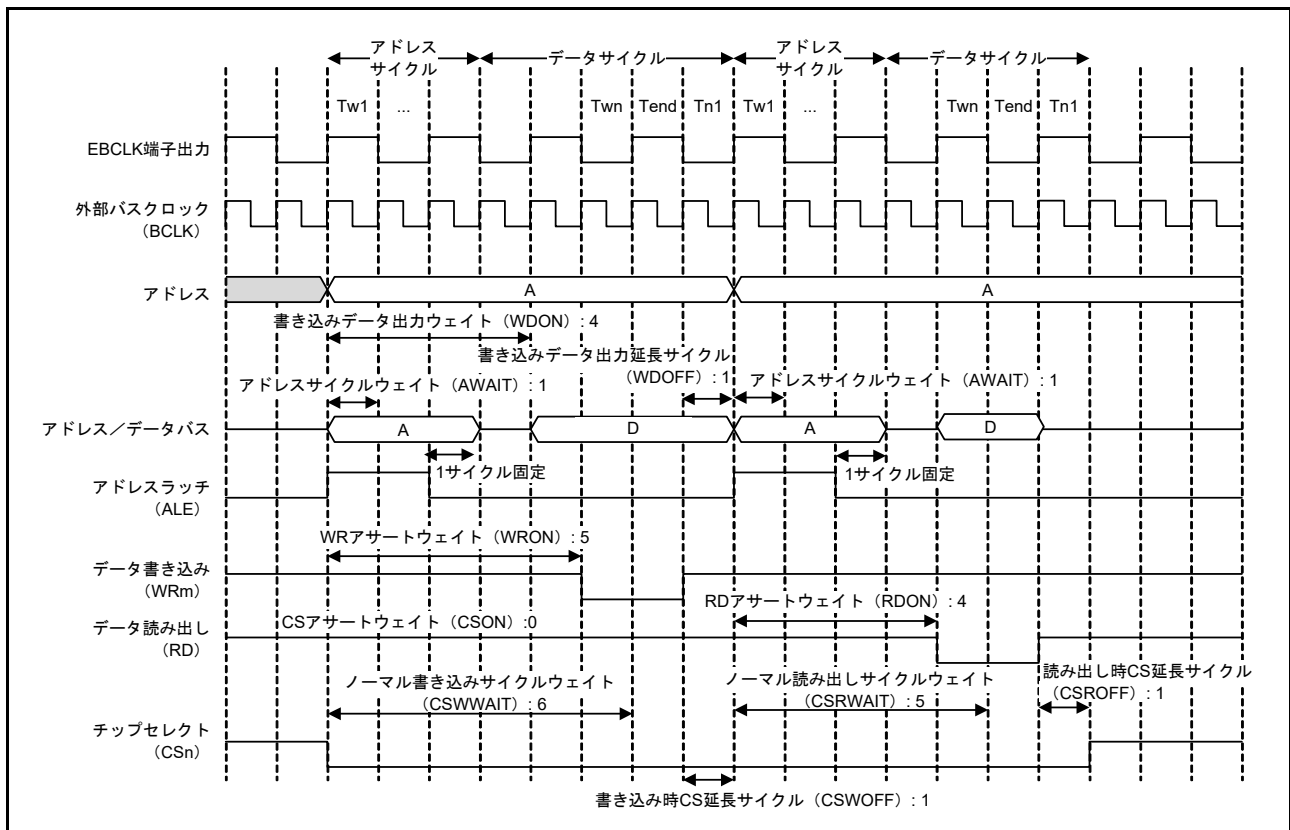 アドレス
サイクル
データサイクル
アドレス
サイクル
データサイクル
Tw1 ... Twn Tend Tn1 Tw1 ... Twn Tend Tn1
EBCLK端子出力
外部バスクロック
（BCLK）
アドレス
A
A
書き込みデータ出力ウェイト（WDON）: 4
書き込みデータ出力延長サイクル
（WDOFF）: 1
アドレスサイクルウェイト（AWAIT）: 1
アドレスサイクルウェイト（AWAIT）: 1
アドレス／データバス
A
D
A
D
1サイクル固定
1サイクル固定
アドレスラッチ
（ALE）
WRアサートウェイト（WRON）: 5
データ書き込み
（WRm）
RDアサートウェイト（RDON）: 4
CSアサートウェイト（CSON）:0
データ読み出し
（RD）
ノーマル書き込みサイクルウェイト
（CSWWAIT）: 6
ノーマル読み出しサイクルウェイト
（CSRWAIT）: 5
読み出し時CS延長サイクル
（CSROFF）: 1
チップセレクト
（CSn）
書き込み時CS延長サイクル（CSWOFF）: 1